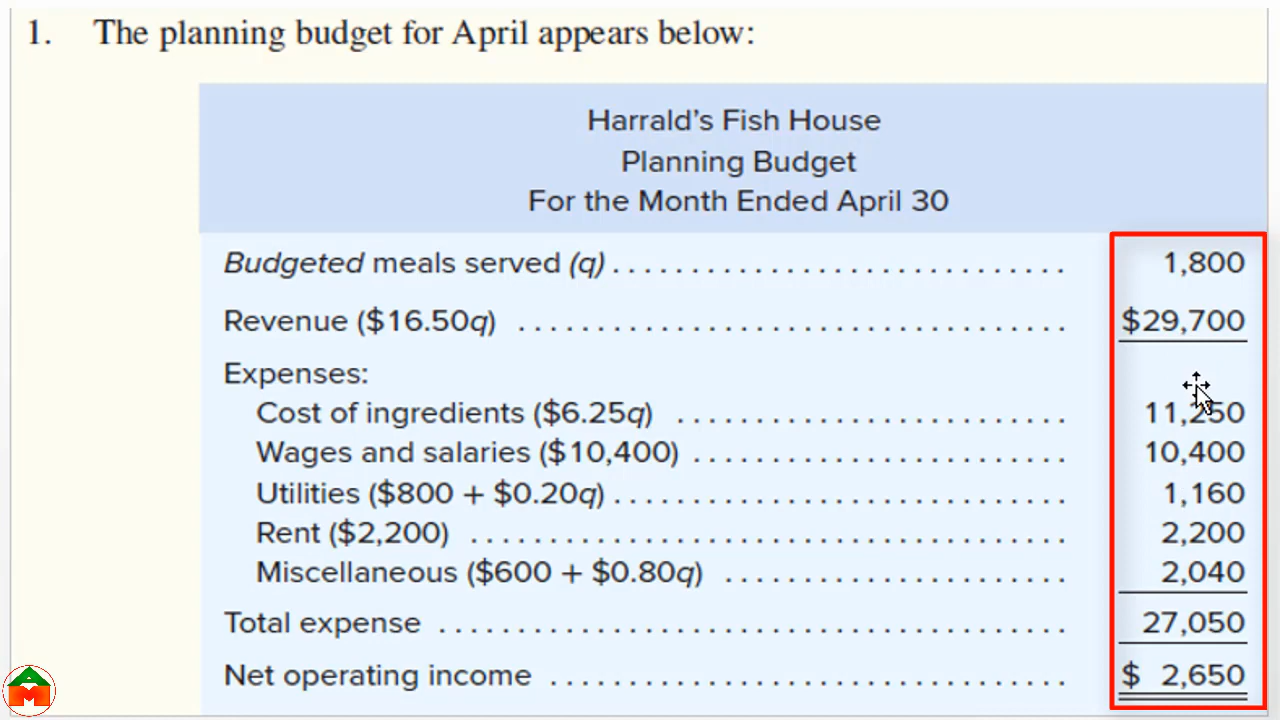 1. The planning budget for April appears below:
Harrald’s Fish House
Planning Budget
For the Month Ended April 30
Budgeted meals served (q) . . . . . . . . . . . . . . . . . . . . . . . . . . . . . 1,800
Revenue ($16.50q) . . . . . . . . . . . . . . . . . . . . . . . . . . . . . . . . . . . $29,700
Expenses:
Cost of ingredients ($6.25q) . . . . . . . . . . . . . . . . . . . . . . . . . 11,250
Wages and salaries ($10,400) . . . . . . . . . . . . . . . . . . . . . . . . 10,400
Utilities ($800 + $0.20q) . . . . . . . . . . . . . . . . . . . . . . . . . . . . . 1,160
Rent ($2,200) . . . . . . . . . . . . . . . . . . . . . . . . . . . . . . . . . . . . . . 2,200
Miscellaneous ($600 + $0.80q) . . . . . . . . . . . . . . . . . . . . . . 2,040
Total expense . . . . . . . . . . . . . . . . . . . . . . . . . . . . . . . . . . . . . . . . 27,050
Net operating income . . . . . . . . . . . . . . . . . . . . . . . . . . . . . . . . . $ 2,650